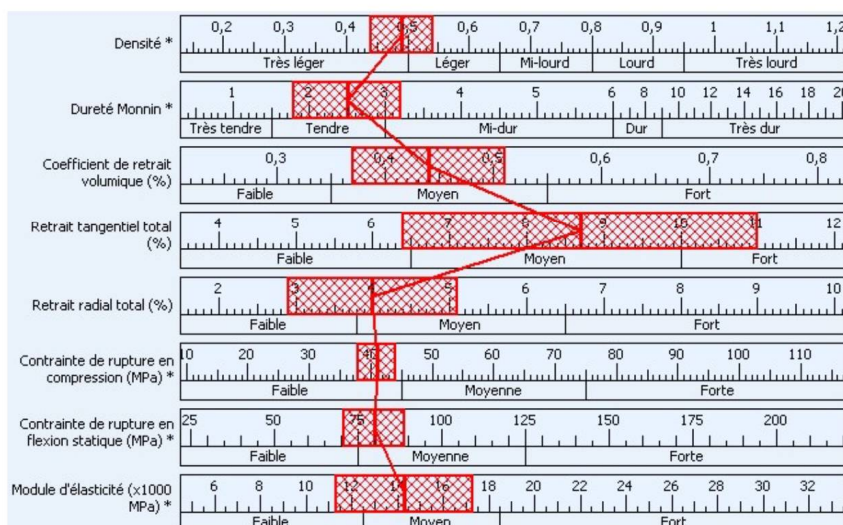 0,2 0,3 0,4 0,5 0,6 0,7 0,8 0,9 1 1,1 1,2
Densité *
Très léger Léger Mi-lourd Lourd Très lourd
1 2 3 4 5 6 8 10 12 14 16 18 20
Dureté Monnin *
Très tendre Tendre Mi-dur Dur Très dur
Coefficient de retrait
volumique (%)
0,3 0,4 0,5 0,6 0,7 0,8
Faible Moyen Fort
Retrait tangentiel total
(%)
4 5 6 7 8 9 10 11 12
Faible Moyen Fort
2 3 4 5 6 7 8 9 10
Retrait radial total (%)
Faible Moyen Fort
Contrainte de rupture en
compression (MPa) *
10 20 30 40 50 60 70 80 90 100 110
Faible Moyenne Forte
Contrainte de rupture en
flexion statique (MPa) *
25 50 75 100 125 150 175 200
Faible Moyenne Forte
Module d'élasticité (x1000
MPa) *
6 8 10 12 14 16 18 20 22 24 26 28 30 32
Faible Moyen Fort